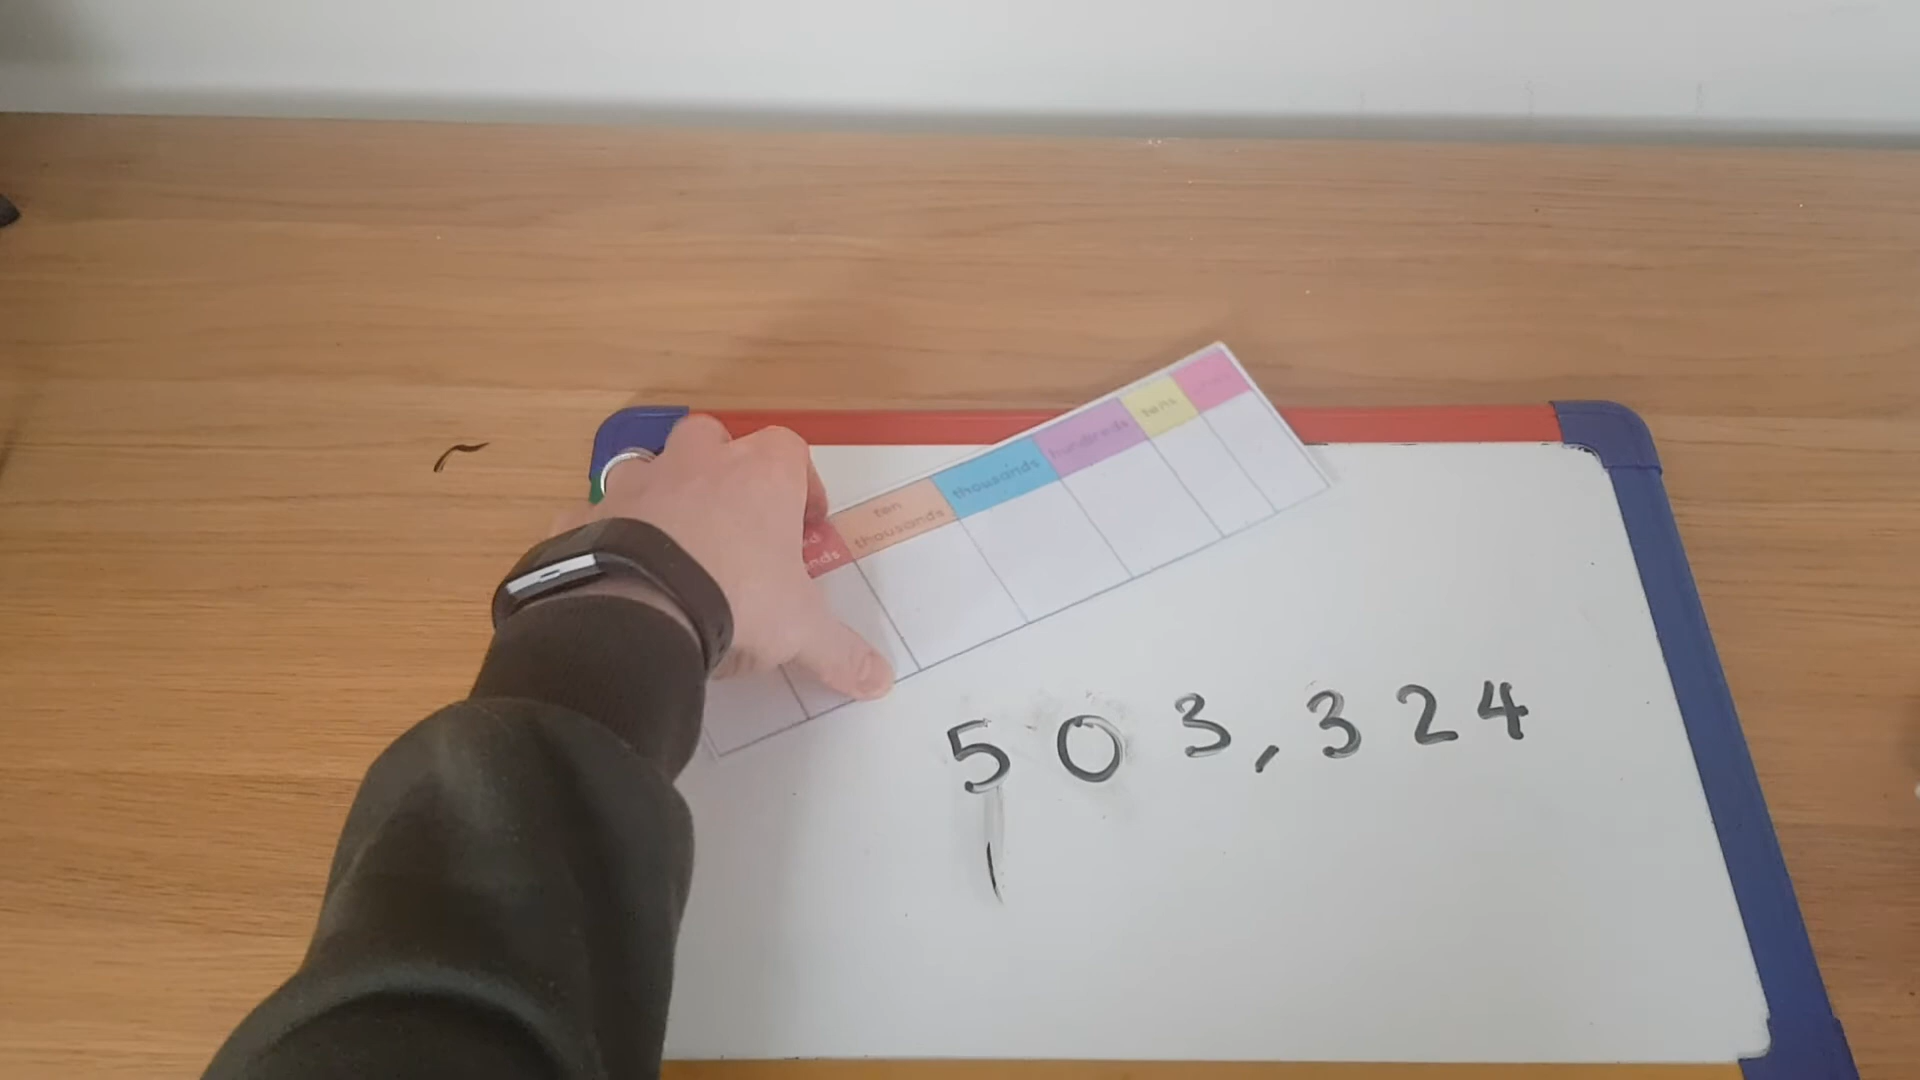 ten
thousands
thousands
hundreds
tens
503,324